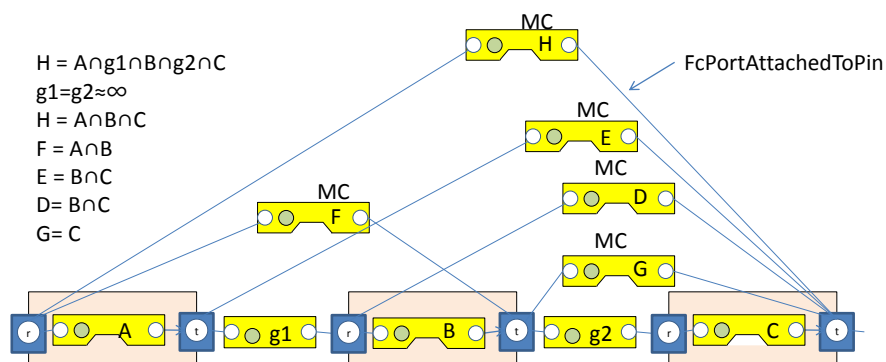 MC
H
H = A∩g1∩B∩g2∩C
g1=g2≈∞
H = A∩B∩C
F = A∩B
E = B∩C
D= B∩C
G= C
FcPortAttachedToPin
MC
E
MC
D
MC
F
MC
G
r
A
t
g1
r
B
t
g2
r
C
t